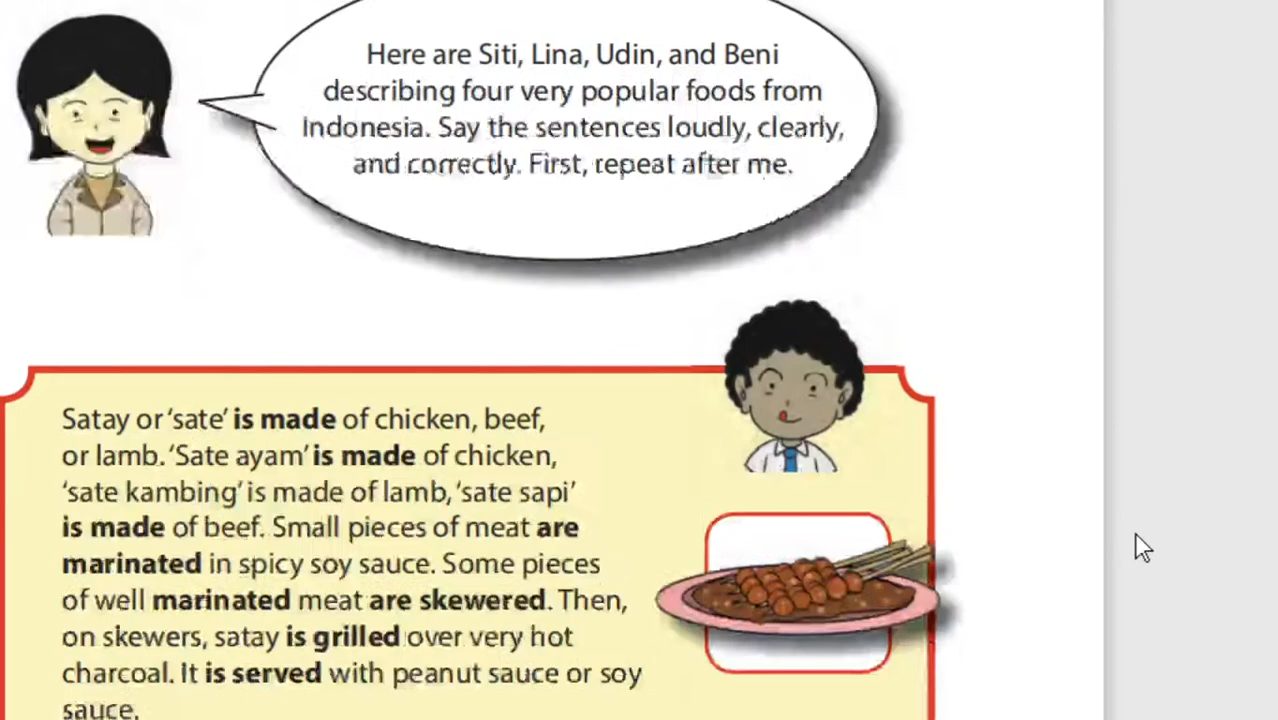 Here are Siti, Lina, Udin, and Beni
describing four very popular foods from
Indonesia. Say the sentences loudly, clearly,
and correctly. First, repeat after me.
Satay or ‘sate’ is made of chicken, beef,
or lamb. ‘Sate ayam’ is made of chicken,
‘sate kambing’ is made of lamb, ‘sate sapi’
is made of beef. Small pieces of meat are
marinated in spicy soy sauce. Some pieces
of well marinated meat are skewered. Then,
on skewers, satay is grilled over very hot
charcoal. It is served with peanut sauce or soy
sauce.